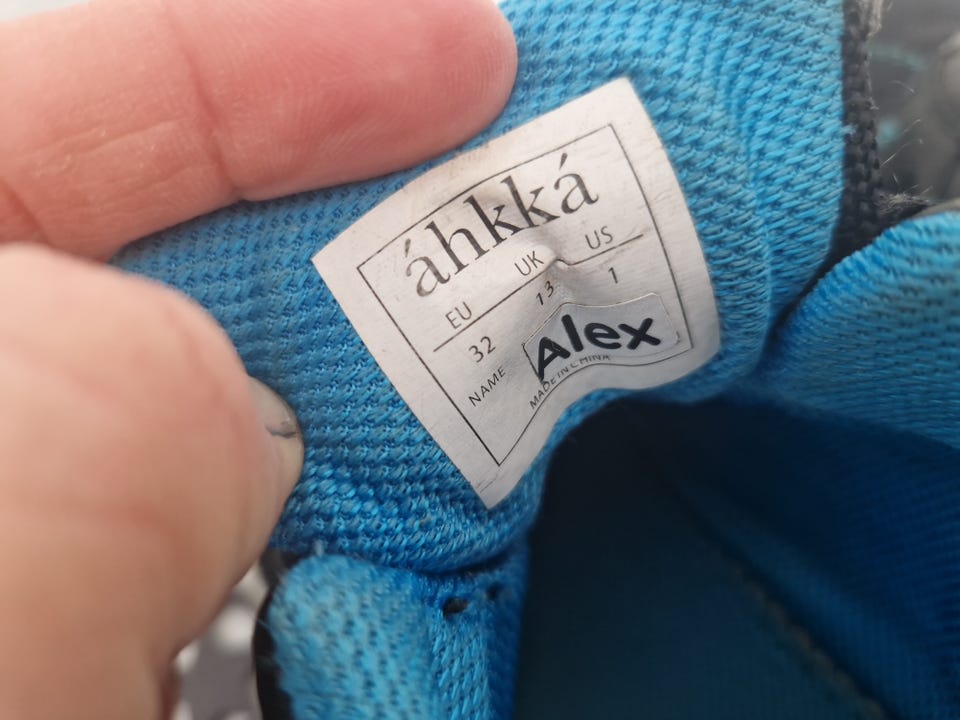 áhkká
EU UK US
32 13 1
NAME Alex
MADE IN CHINA